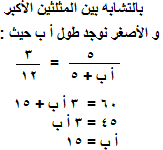 بالتشابه بين المثلثين الأكبر
و الأصغر نوجد طول أ ب حيث :
٥ / (أ ب + ٥) = ٣ / ١٢
٦٠ = ٣ أ ب + ١٥
٤٥ = ٣ أ ب
أ ب = ١٥